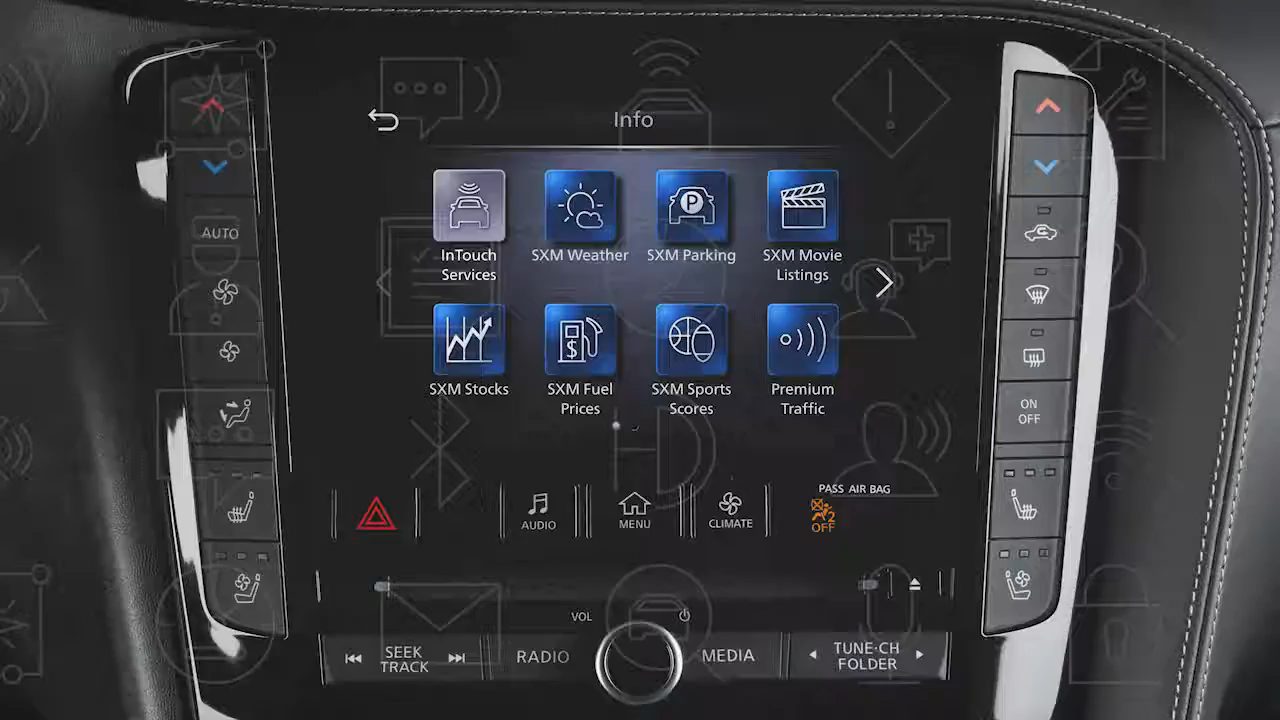 Info
InTouch
Services
SXM Weather
SXM Parking
SXM Movie
Listings
SXM Stocks
SXM Fuel
Prices
SXM Sports
Scores
Premium
Traffic
AUTO
ON
OFF
HD
AUDIO
MENU
CLIMATE
PASS AIR BAG
2
OFF
VOL
SEEK
TRACK
RADIO
MEDIA
TUNE·CH
FOLDER